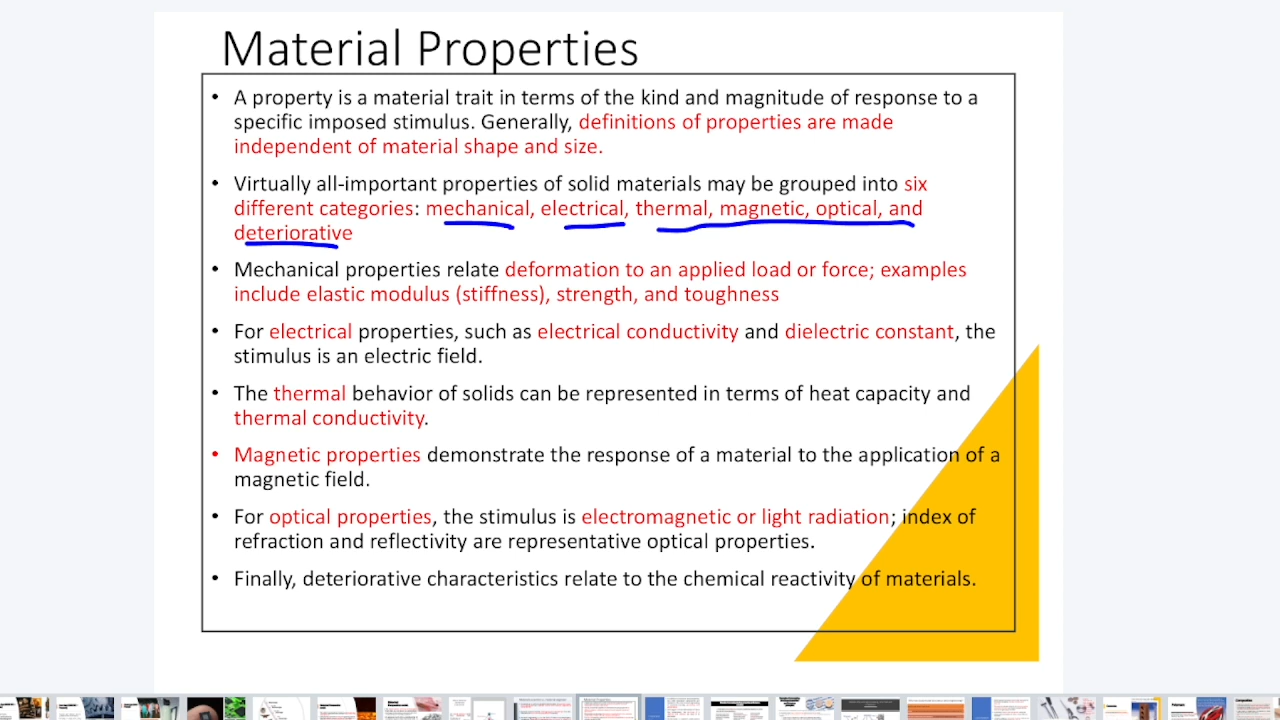 Material Properties
• A property is a material trait in terms of the kind and magnitude of response to a
specific imposed stimulus. Generally, definitions of properties are made
independent of material shape and size.
• Virtually all-important properties of solid materials may be grouped into six
different categories: mechanical, electrical, thermal, magnetic, optical, and
deteriorative
• Mechanical properties relate deformation to an applied load or force; examples
include elastic modulus (stiffness), strength, and toughness
• For electrical properties, such as electrical conductivity and dielectric constant, the
stimulus is an electric field.
• The thermal behavior of solids can be represented in terms of heat capacity and
thermal conductivity.
• Magnetic properties demonstrate the response of a material to the application of a
magnetic field.
• For optical properties, the stimulus is electromagnetic or light radiation; index of
refraction and reflectivity are representative optical properties.
• Finally, deteriorative characteristics relate to the chemical reactivity of materials.